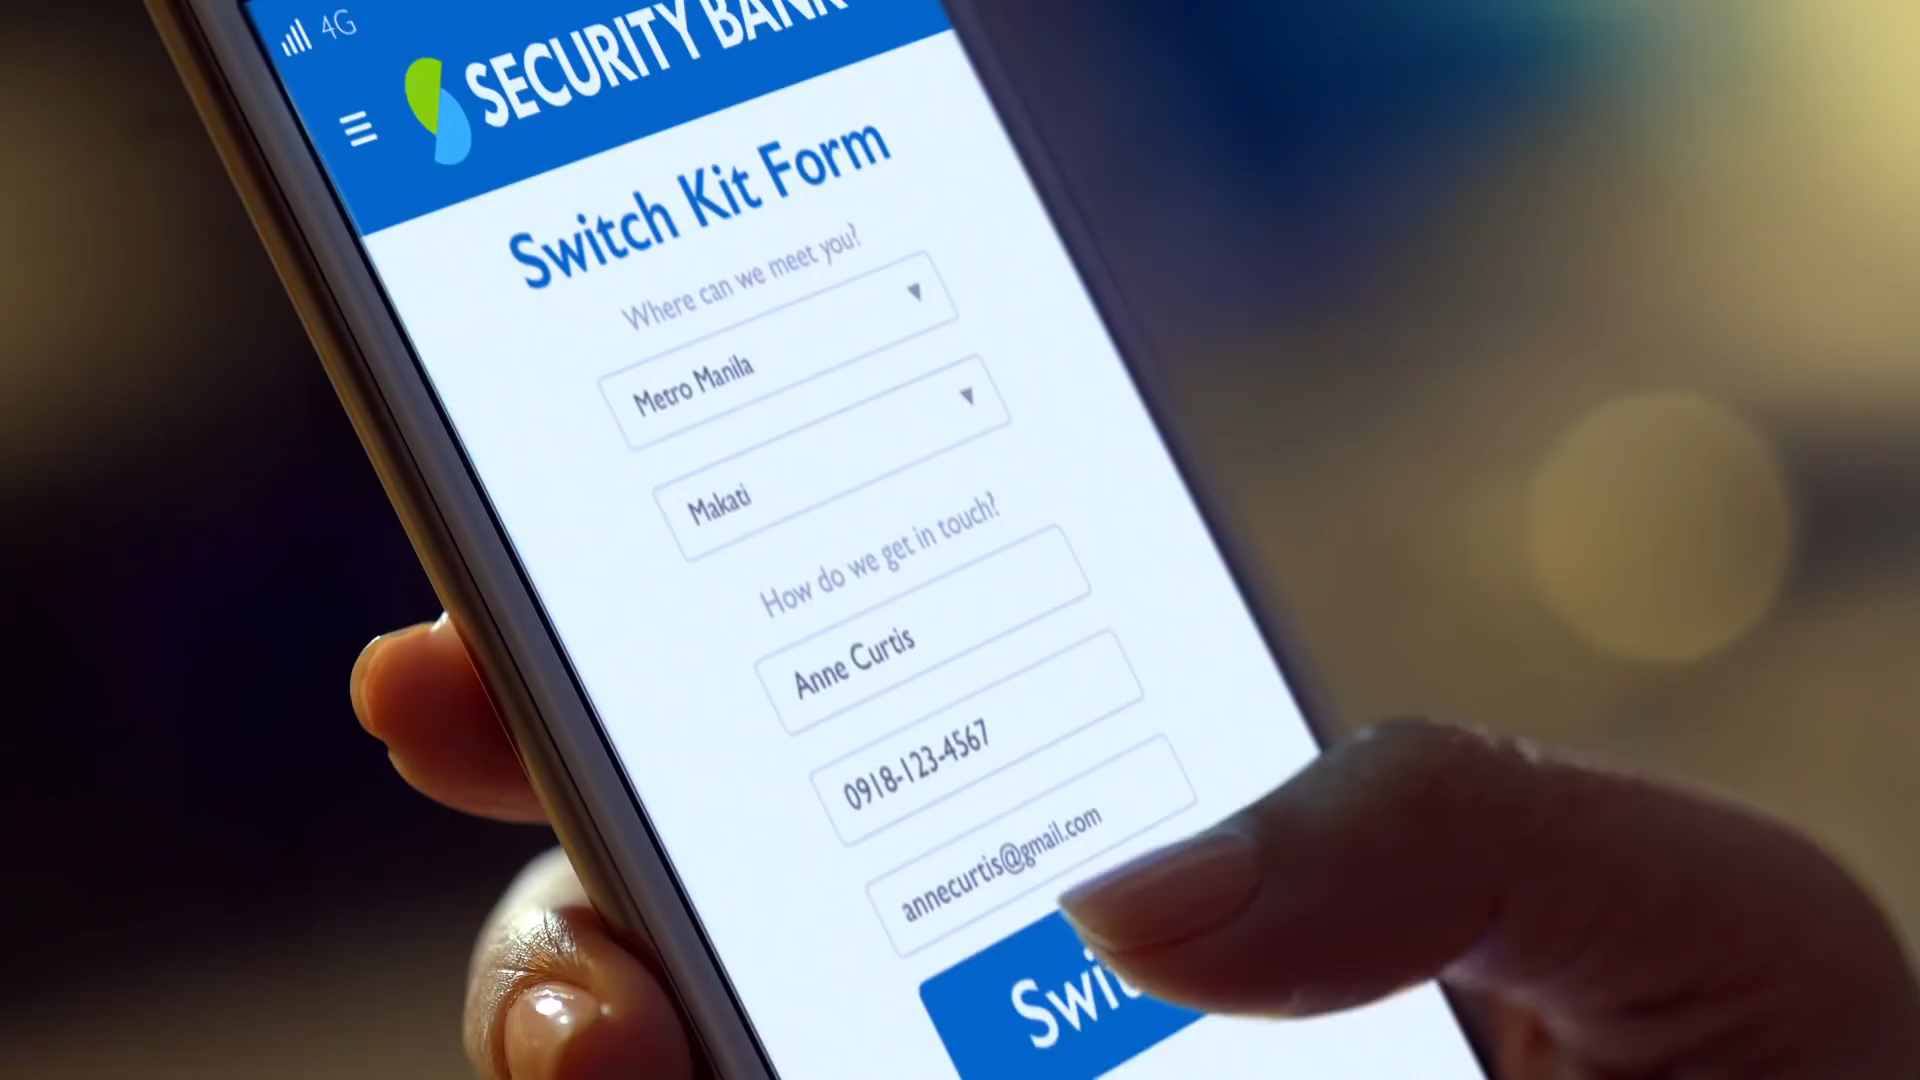 4G
SECURITY BANK
Switch Kit Form
Where can we meet you?
Metro Manila
Makati
How do we get in touch?
Anne Curtis
0918-123-4567
annecurtis@gmail.com